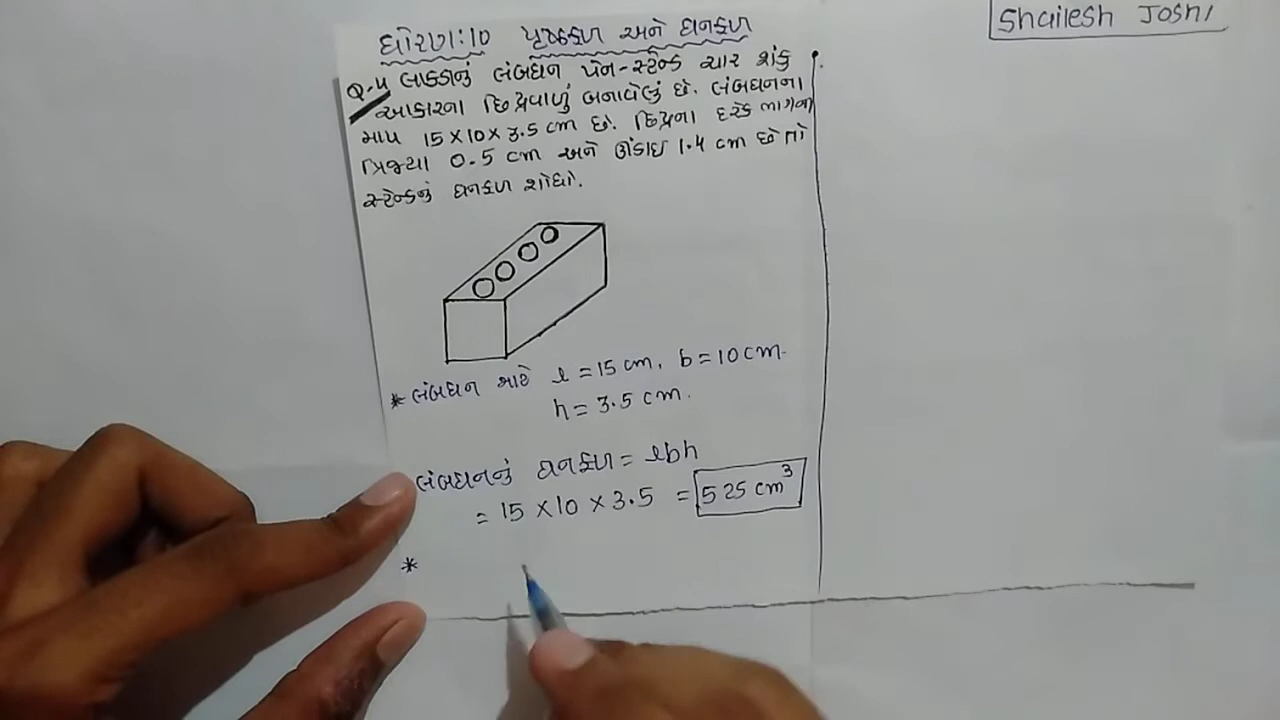 Shailesh Joshi
ધોરણ:10 પૃષ્ઠફળ અને ઘનફળ
Q-5 લાકડાનું લંબઘન પેન-સ્ટેન્ડ ચાર શંકુ
આકારના છિદ્રવાળું બનાવેલું છે. લંબઘનના
માપ 15×10×3.5 cm છે. છિદ્રના દરેક ભાગની
ત્રિજ્યા 0.5 cm અને ઊંડાઈ 1.4 cm છે તો
સ્ટેન્ડનું ઘનફળ શોધો.
* લંબઘન માટે l = 15 cm, b = 10 cm.
h = 3.5 cm.
લંબઘનનું ઘનફળ = lbh
= 15 × 10 × 3.5 = 525 cm³
*